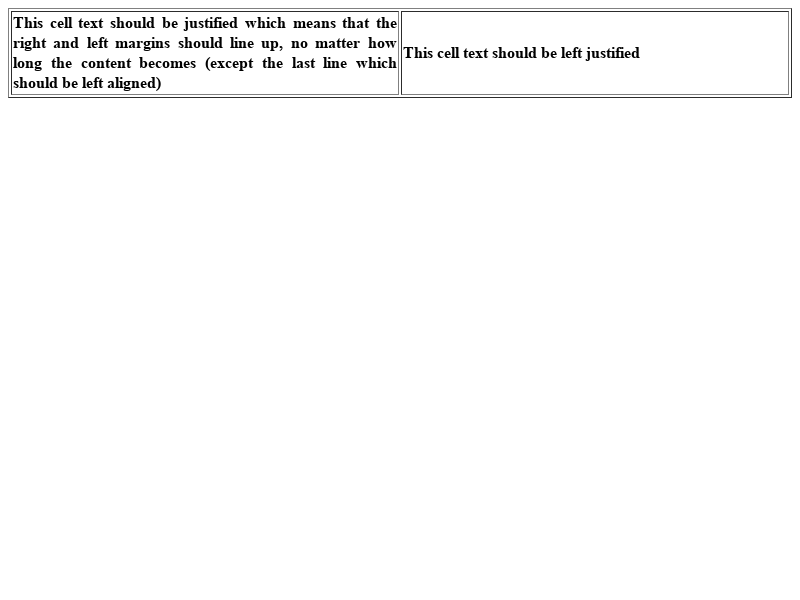 This cell text should be justified which means that the
right and left margins should line up, no matter how
long the content becomes (except the last line which
should be left aligned)
This cell text should be left justified